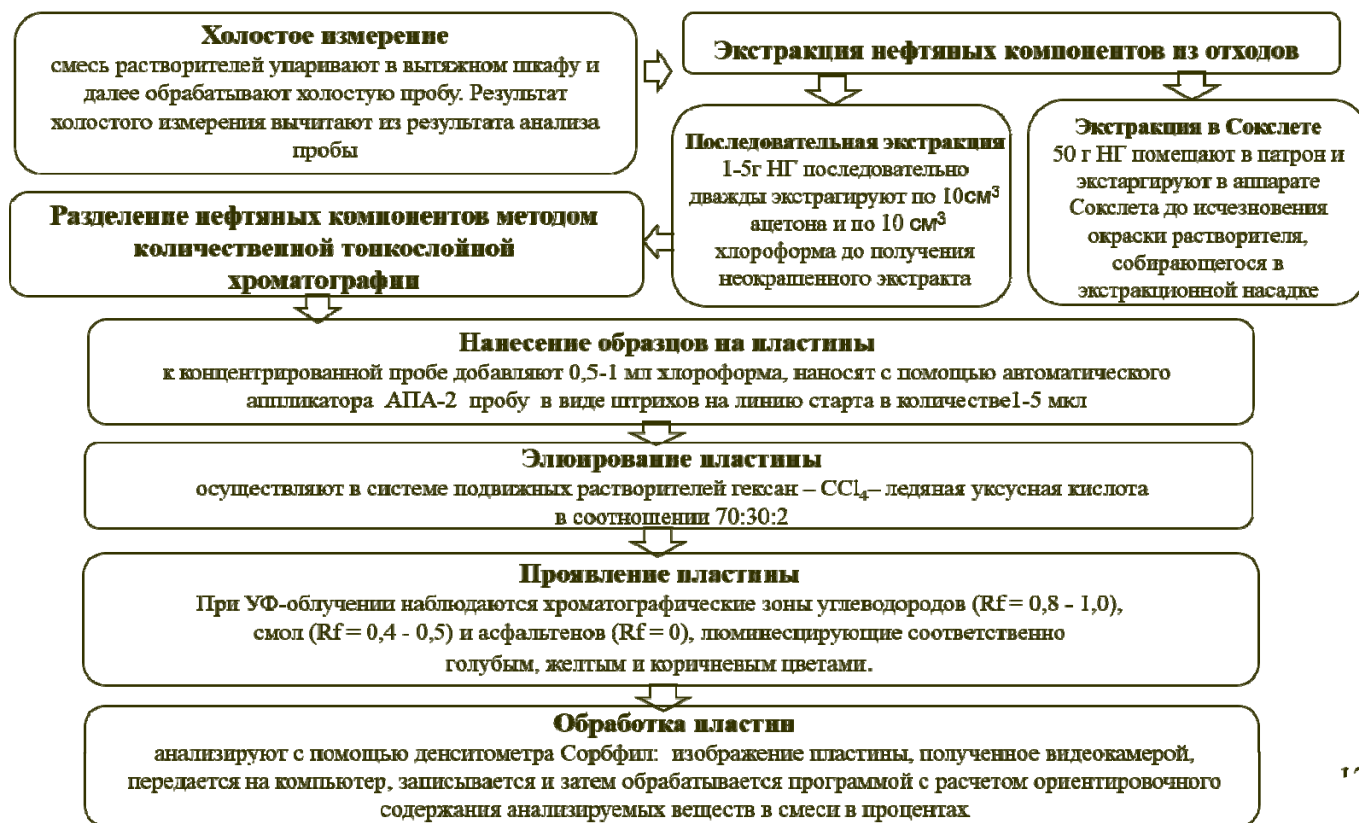 Холостое измерение
смесь растворителей упаривают в вытяжном шкафу и
далее обрабатывают холостую пробу. Результат
холостого измерения вычитают из результата анализа
пробы
Экстракция нефтяных компонентов из отходов
Последовательная экстракция
1-5г НГ последовательно
дважды экстрагируют по 10см³
ацетона и по 10 см³
хлороформа до получения
неокрашенного экстракта
Экстракция в Сокслете
50 г НГ помещают в патрон и
экстаргируют в аппарате
Сокслета до исчезновения
окраски растворителя,
собирающегося в
экстракционной насадке
Разделение нефтяных компонентов методом
количественной тонкослойной
хроматографии
Нанесение образцов на пластины
к концентрированной пробе добавляют 0,5-1 мл хлороформа, наносят с помощью автоматического
аппликатора АПА-2 пробу в виде штрихов на линию старта в количестве1-5 мкл
Элюирование пластины
осуществляют в системе подвижных растворителей гексан – CCl₄– ледяная уксусная кислота
в соотношении 70:30:2
Проявление пластины
При УФ-облучении наблюдаются хроматографические зоны углеводородов (Rf = 0,8 - 1,0),
смол (Rf = 0,4 - 0,5) и асфальтенов (Rf = 0), люминесцирующие соответственно
голубым, желтым и коричневым цветами.
Обработка пластин
анализируют с помощью денситометра Сорбфил: изображение пластины, полученное видеокамерой,
передается на компьютер, записывается и затем обрабатывается программой с расчетом ориентировочного
содержания анализируемых веществ в смеси в процентах